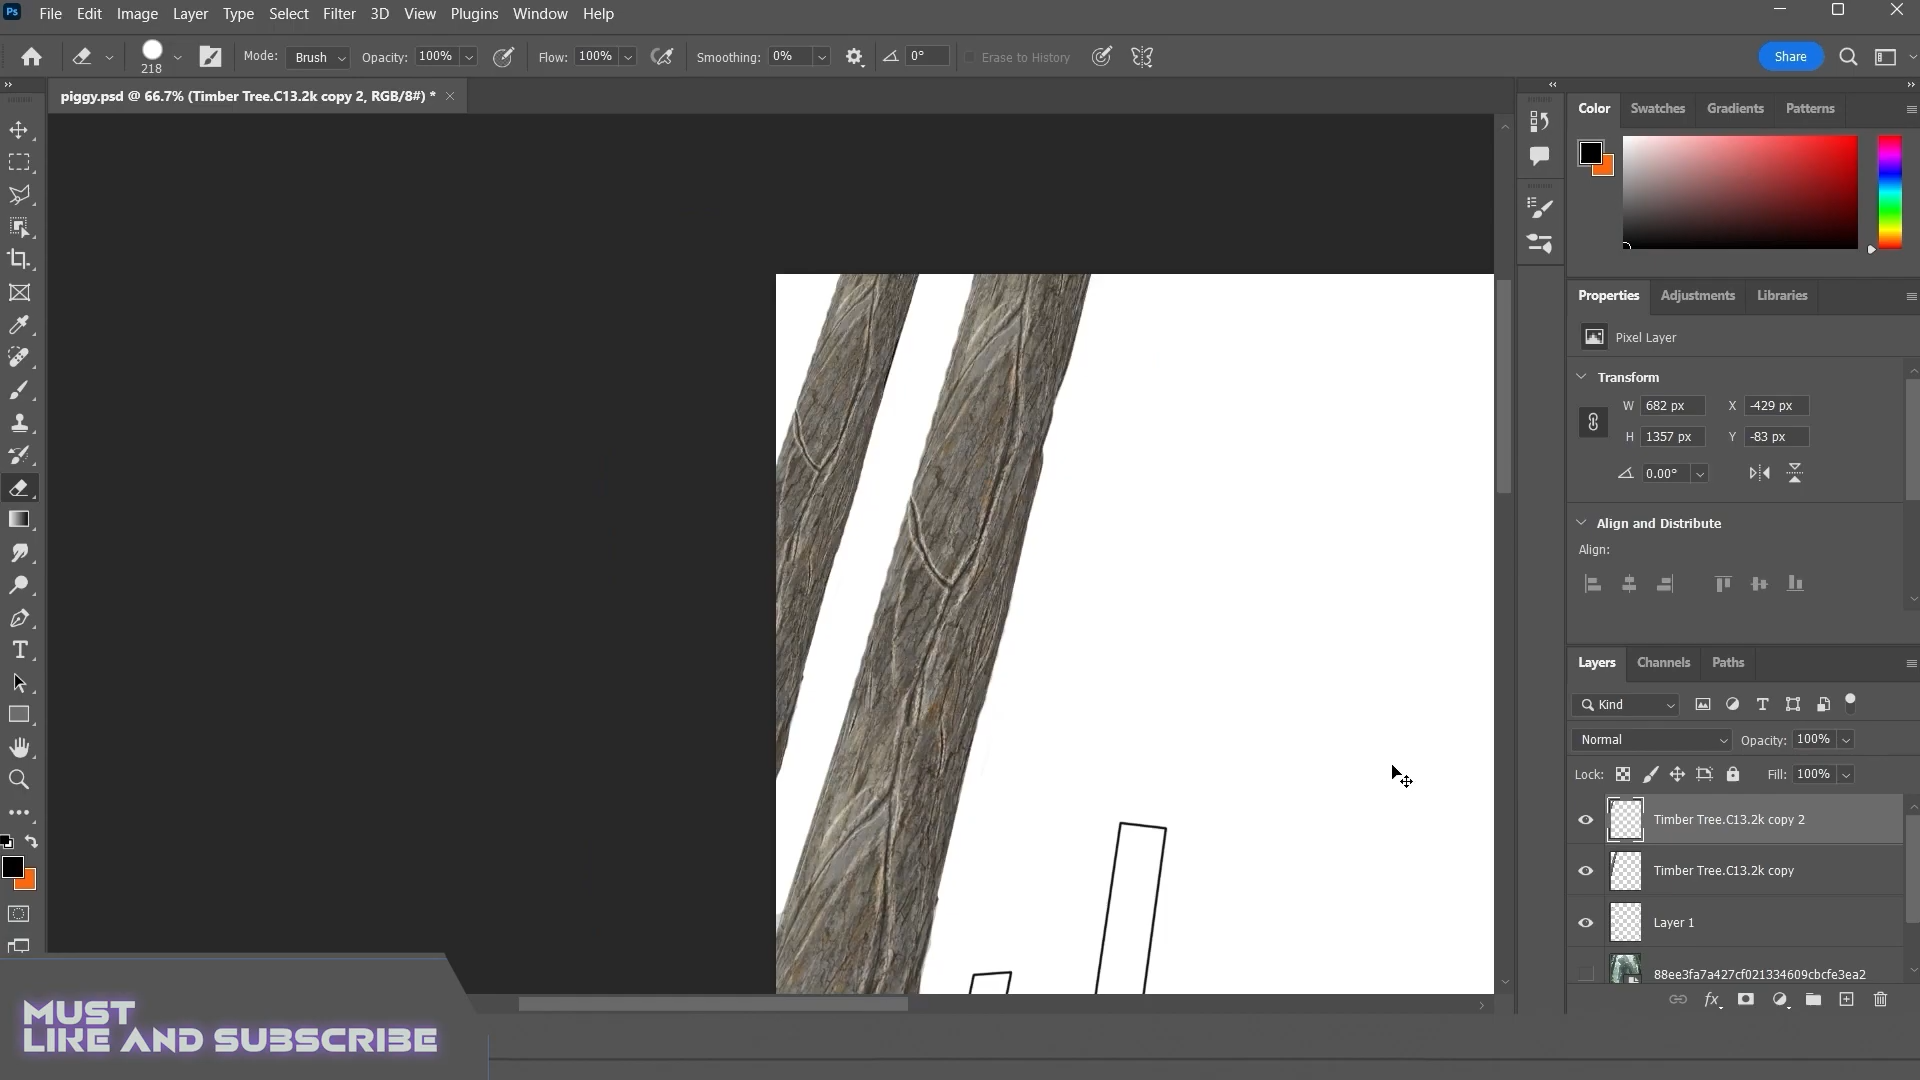 Ps File Edit Image Layer Type Select Filter 3D View Plugins Window Help
218 Mode: Brush Opacity: 100% Flow: 100% Smoothing: 0% 0° Erase to History Share
piggy.psd @ 66.7% (Timber Tree.C13.2k copy 2, RGB/8#) *
Color Swatches Gradients Patterns
Properties Adjustments Libraries
Pixel Layer
Transform
W 682 px X -429 px
H 1357 px Y -83 px
0.00°
Align and Distribute
Align:
Layers Channels Paths
Kind
Normal Opacity: 100%
Lock: Fill: 100%
Timber Tree.C13.2k copy 2
Timber Tree.C13.2k copy
Layer 1
88ee3fa7a427cf021334609cbcfe3ea2
fx
MUST
LIKE AND SUBSCRIBE